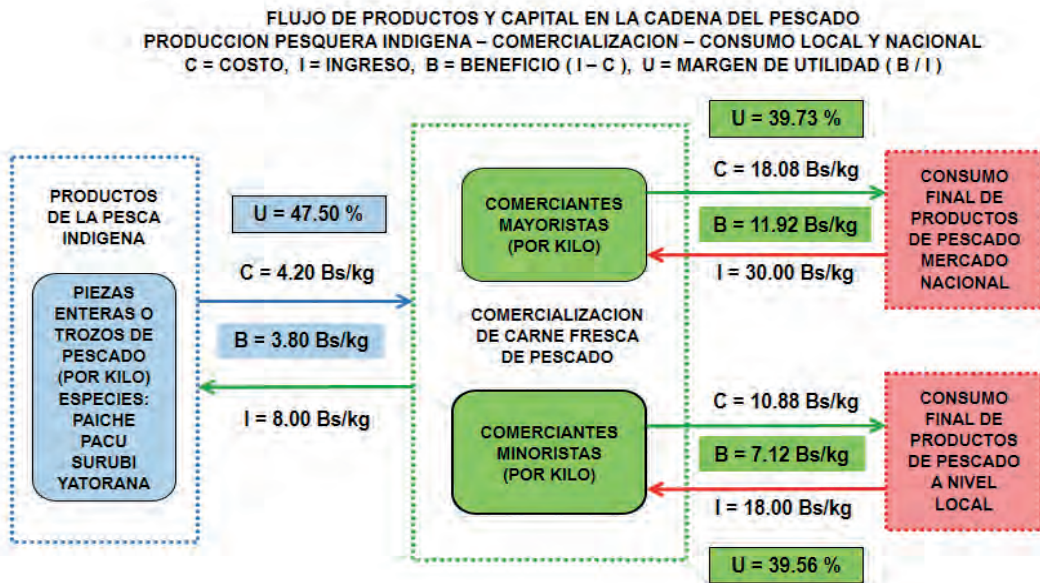 FLUJO DE PRODUCTOS Y CAPITAL EN LA CADENA DEL PESCADO
PRODUCCION PESQUERA INDIGENA – COMERCIALIZACION – CONSUMO LOCAL Y NACIONAL
C = COSTO, I = INGRESO, B = BENEFICIO ( I – C ), U = MARGEN DE UTILIDAD ( B / I )
PRODUCTOS
DE LA PESCA
INDIGENA
PIEZAS
ENTERAS O
TROZOS DE
PESCADO
(POR KILO)
ESPECIES:
PAICHE
PACU
SURUBI
YATORANA
U = 47.50 %
C = 4.20 Bs/kg
B = 3.80 Bs/kg
I = 8.00 Bs/kg
COMERCIANTES
MAYORISTAS
(POR KILO)
COMERCIALIZACION
DE CARNE FRESCA
DE PESCADO
COMERCIANTES
MINORISTAS
(POR KILO)
U = 39.73 %
C = 18.08 Bs/kg
B = 11.92 Bs/kg
I = 30.00 Bs/kg
C = 10.88 Bs/kg
B = 7.12 Bs/kg
I = 18.00 Bs/kg
U = 39.56 %
CONSUMO
FINAL DE
PRODUCTOS
DE PESCADO
MERCADO
NACIONAL
CONSUMO
FINAL DE
PRODUCTOS
DE PESCADO
A NIVEL
LOCAL